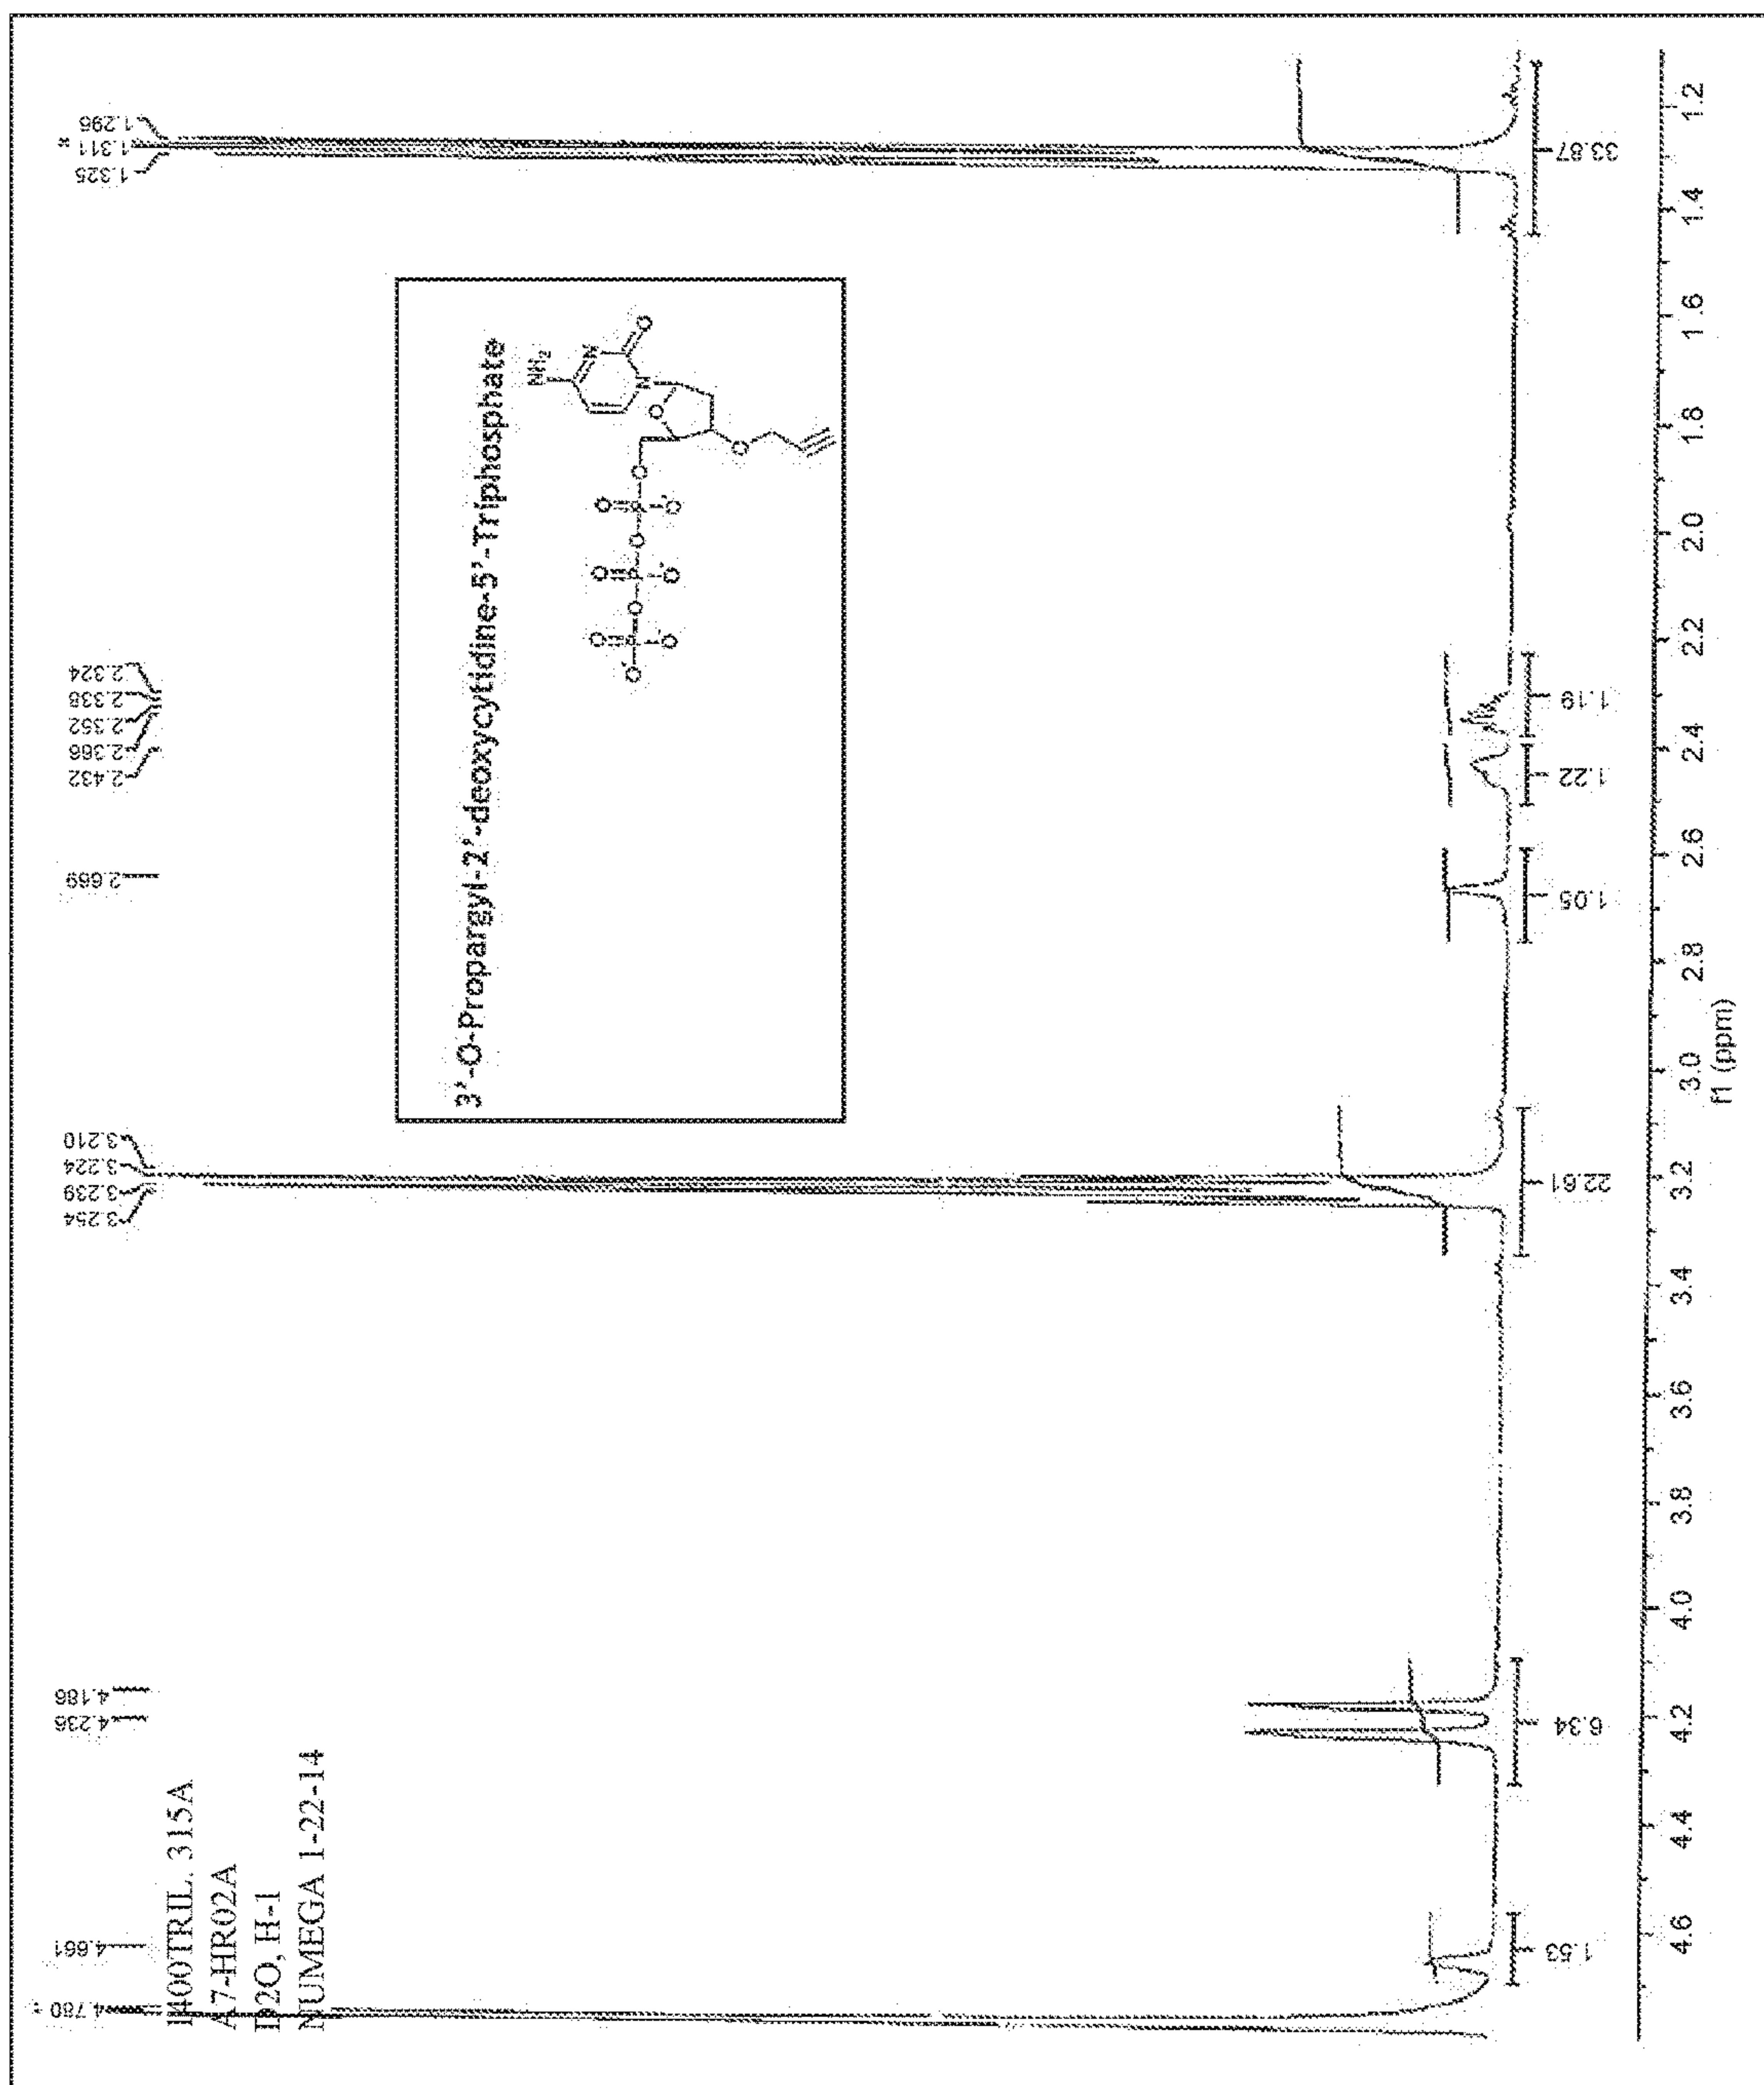 4.780
4.661
4.236
4.186
3.254
3.239
3.224
3.210
2.669
2.432
2.366
2.352
2.338
2.324
1.325
1.311
1.296
A7-HR02A
D2O, H-1
NUMEGA 1-22-14
3'-O-Propargyl-2'-deoxycytidine-5'-Triphosphate
NH2
N
O
N
O
O
O
O
O
O
O
O
O
O
O
O
O
1.53
6.34
22.61
1.05
1.22
1.19
33.87
4.6
4.4
4.2
4.0
3.8
3.6
3.4
3.2
3.0
2.8
2.6
2.4
2.2
2.0
1.8
1.6
1.4
1.2
f1 (ppm)